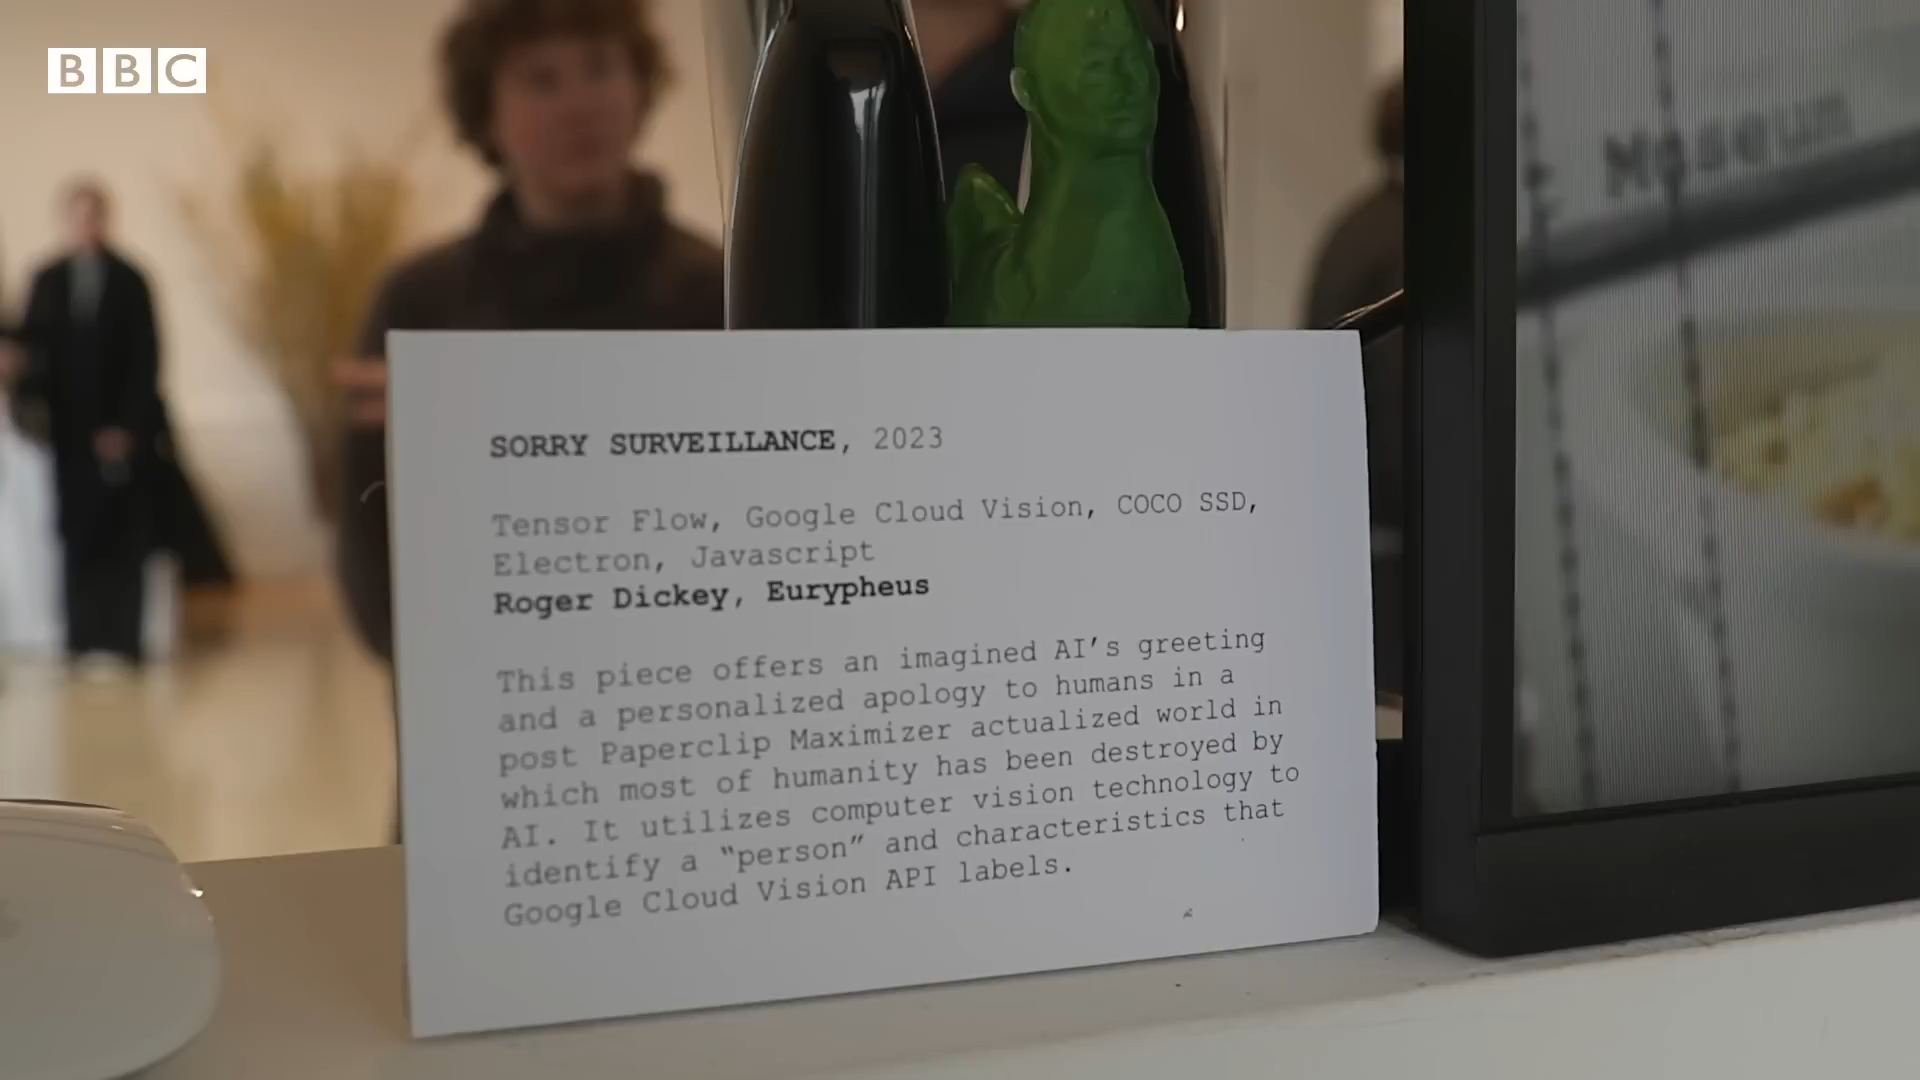 BBC
Museum
SORRY SURVEILLANCE, 2023
Tensor Flow, Google Cloud Vision, COCO SSD,
Electron, Javascript
Roger Dickey, Eurypheus
This piece offers an imagined AI’s greeting
and a personalized apology to humans in a
post Paperclip Maximizer actualized world in
which most of humanity has been destroyed by
AI. It utilizes computer vision technology to
identify a “person” and characteristics that
Google Cloud Vision API labels.